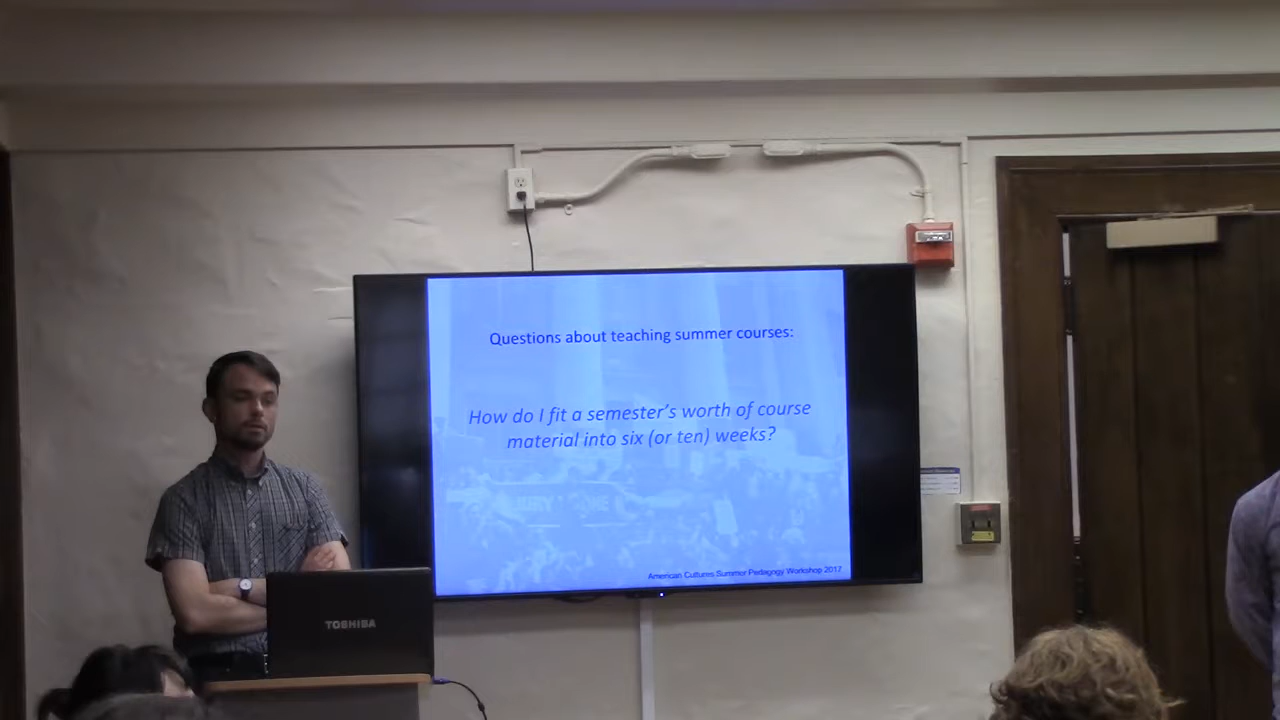 Questions about teaching summer courses:
How do I fit a semester's worth of course
material into six (or ten) weeks?
American Cultures Summer Pedagogy Workshop 2017
TOSHIBA